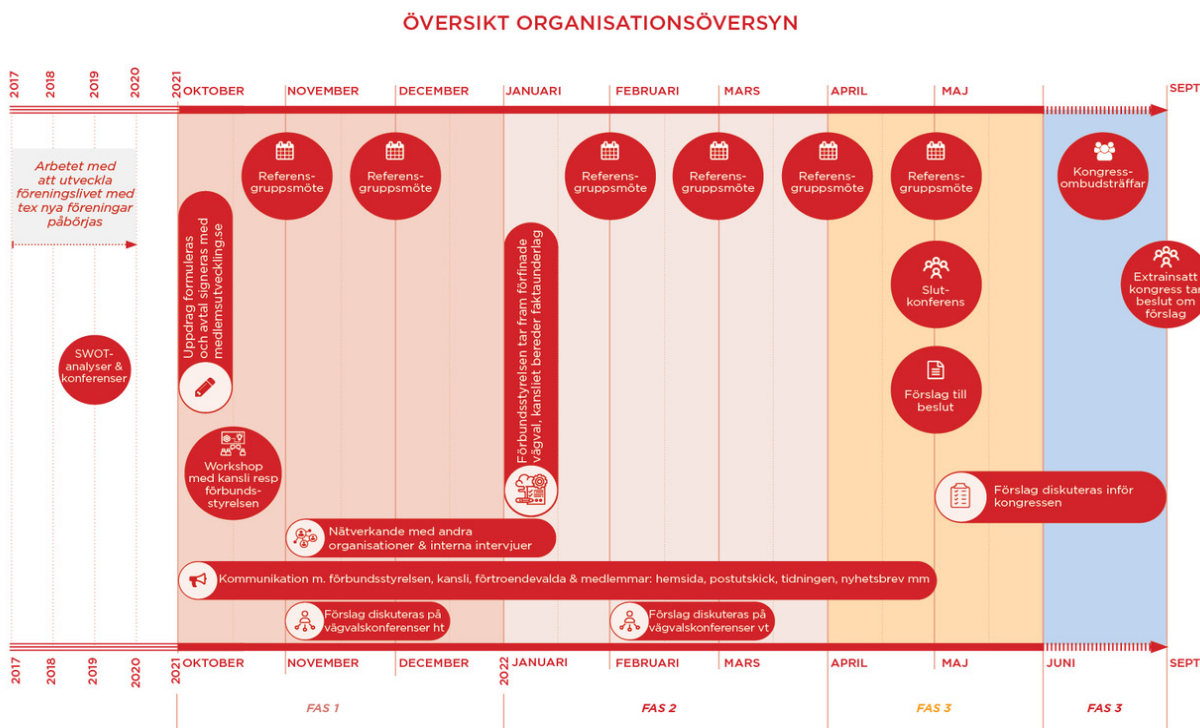 ÖVERSIKT ORGANISATIONSÖVERSYN
2017
2018
2019
2020
2021
OKTOBER
NOVEMBER
DECEMBER
JANUARI
FEBRUARI
MARS
APRIL
MAJ
SEPT
Arbetet med
att utveckla
föreningslivet med
tex nya föreningar
påbörjas
Referens-
gruppsmöte
Referens-
gruppsmöte
Referens-
gruppsmöte
Referens-
gruppsmöte
Referens-
gruppsmöte
Referens-
gruppsmöte
Kongress-
ombudsträffar
Uppdrag formuleras
och avtal signeras med
medlemsutveckling.se
Förbundsstyrelsen tar fram förfinade
vägval, kansliet bereder faktaunderlag
Slut-
konferens
Extrainsatt
kongress tar
beslut om
förslag
SWOT-
analyser &
konferenser
Förslag till
beslut
Workshop
med kansli resp
förbunds-
styrelsen
Förslag diskuteras inför
kongressen
Nätverkande med andra
organisationer & interna intervjuer
Kommunikation m. förbundsstyrelsen, kansli, förtroendevalda & medlemmar: hemsida, postutskick, tidningen, nyhetsbrev mm
Förslag diskuteras på
vägvalskonferenser ht
Förslag diskuteras på
vägvalskonferenser vt
2017
2018
2019
2020
2021
OKTOBER
NOVEMBER
DECEMBER
2022
JANUARI
FEBRUARI
MARS
APRIL
MAJ
JUNI
SEPT
FAS 1
FAS 2
FAS 3
FAS 3